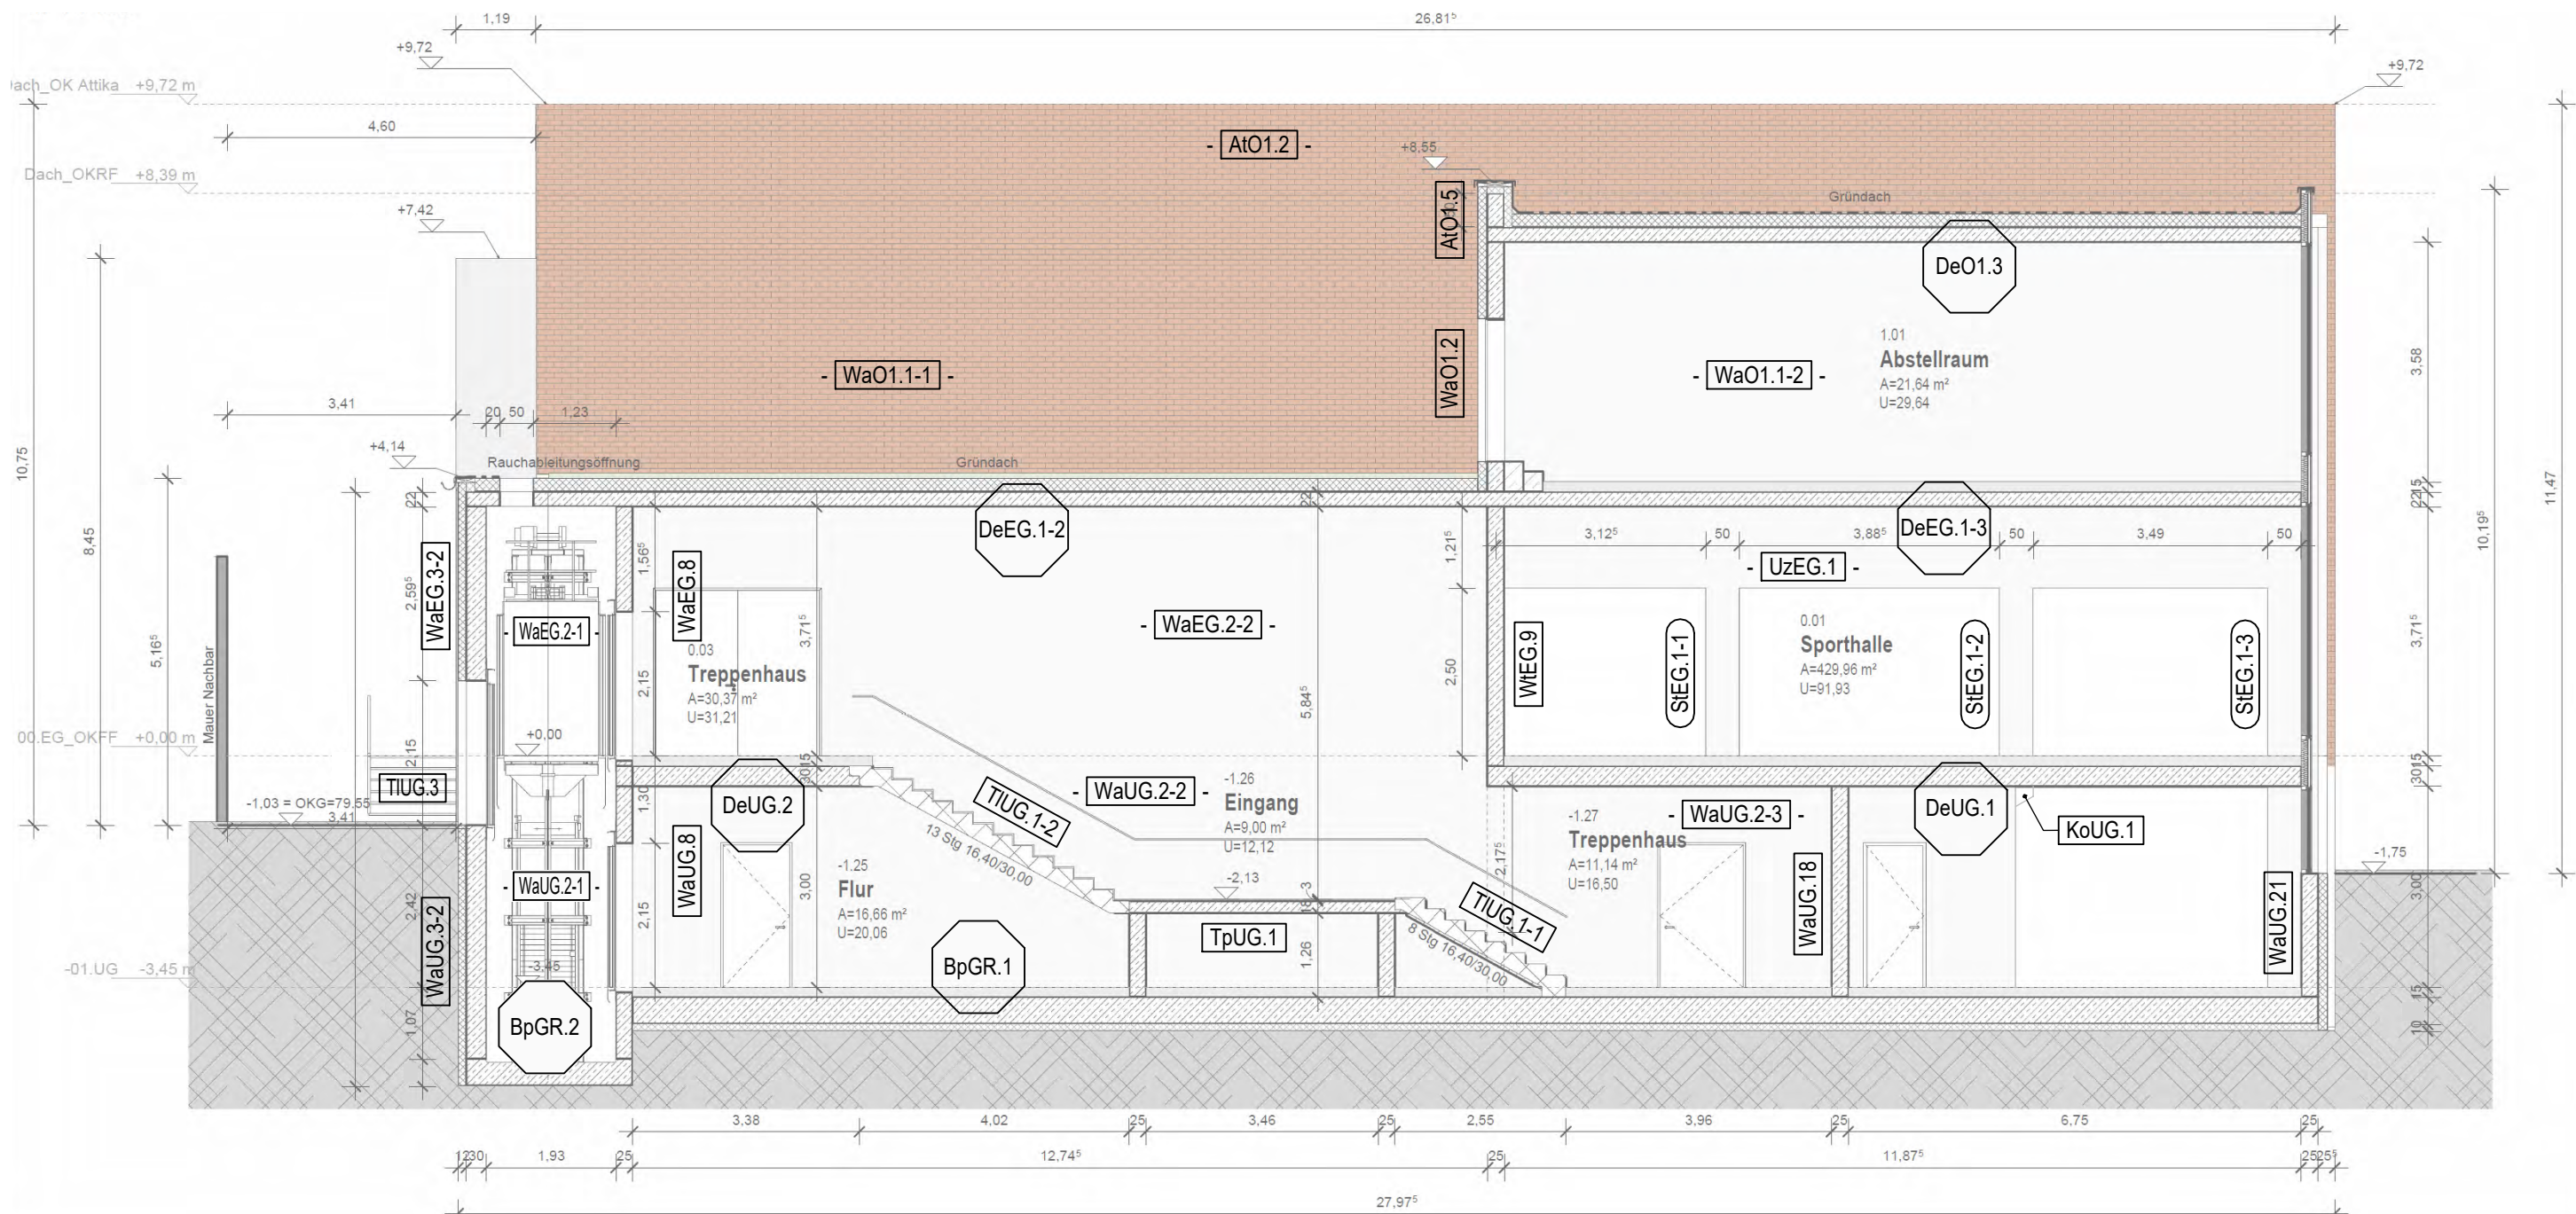 1,19
26,81⁵
+9,72
+9,72
Dach_OK Attika +9,72 m
4,60
- AtO1.2 -
+8,55
Dach_OKRF +8,39 m
AtO1.5
Gründach
+7,42
DeO1.3
10,75
8,45
3,41
20 50 1,23
- WaO1.1-1 -
WaO1.2
- WaO1.1-2 -
1.01
Abstellraum
A=21,64 m²
U=29,64
3,58
11,47
10,19⁵
+4,14
Rauchableitungsöffnung
Gründach
22
22
2215
5,16⁵
DeEG.1-2
DeEG.1-3
3,12⁵
50
3,88⁵
50
3,49
50
- UzEG.1 -
WaEG.3-2
2,59⁵
- WaEG.2-1 -
1,56⁵
WaEG.8
3,71⁵
- WaEG.2-2 -
1,21⁵
2,50
WtEG.9
StEG.1-1
0.01
Sporthalle
A=429,96 m²
U=91,93
StEG.1-2
StEG.1-3
3,71⁵
Mauer Nachbar
0.03
Treppenhaus
A=30,37 m²
U=31,21
2,15
2,15
5,84⁵
00.EG_OKFF +0,00 m
+0,00
3015
3015
TlUG.3
-1,03 = OKG=79.55
3,41
1,30
DeUG.2
TlUG.1-2
13 Stg 16,40/30,00
- WaUG.2-2 -
-1.26
Eingang
A=9,00 m²
U=12,12
2,17⁵
-1.27
Treppenhaus
A=11,14 m²
U=16,50
- WaUG.2-3 -
WaUG.18
DeUG.1
KoUG.1
-1,75
3,00
WaUG.8
- WaUG.2-1 -
2,42
WaUG.3-2
2,15
3,00
-1.25
Flur
A=16,66 m²
U=20,06
-2,13
18 3
TpUG.1
1,26
TlUG.1-1
8 Stg 16,40/30,00
WaUG.21
-01.UG -3,45 m
-3,45
BpGR.1
BpGR.2
1,07
15
10
3,38
4,02
25
3,46
25
2,55
3,96
25
6,75
25
1230
1,93
25
12,74⁵
25
11,87⁵
2525⁵
27,97⁵